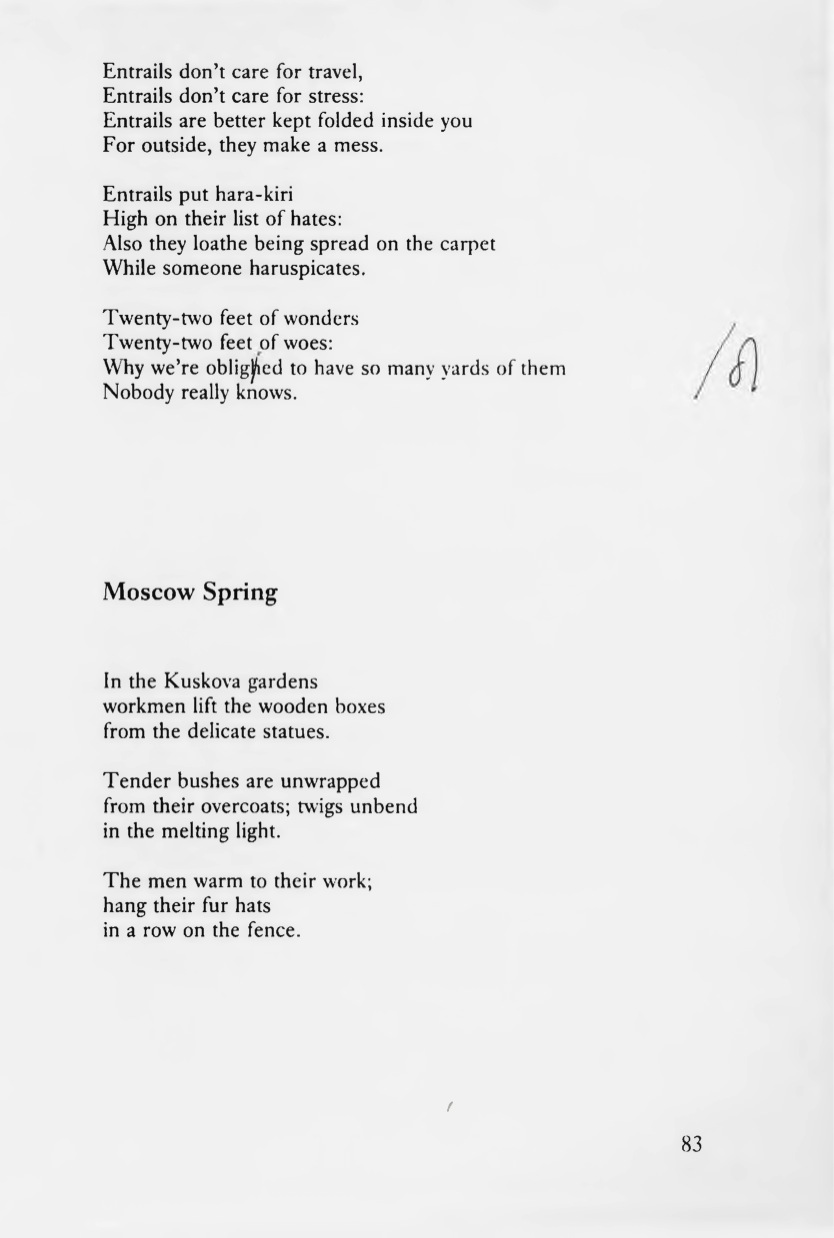 Entrails don't care for travel,
Entrails don't care for stress:
Entrails are better kept folded inside you
For outside, they make a mess.

Entrails put hara-kiri
High on their list of hates:
Also they loathe being spread on the carpet
While someone haruspicates.

Twenty-two feet of wonders
Twenty-two feet of woes:
Why we're obligied to have so many yards of them
Nobody really knows.

Moscow Spring

In the Kuskova gardens
workmen lift the wooden boxes
from the delicate statues.

Tender bushes are unwrapped
from their overcoats; twigs unbend
in the melting light.

The men warm to their work;
hang their fur hats
in a row on the fence.

83